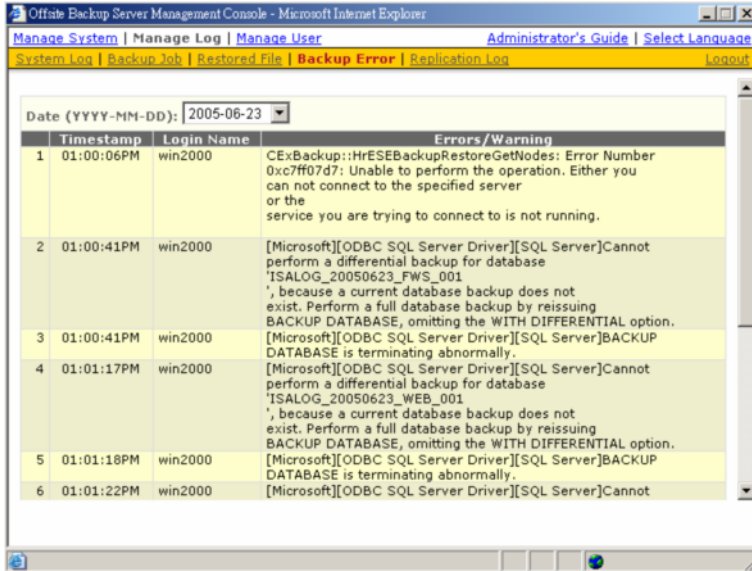 Offsite Backup Server Management Console - Microsoft Internet Explorer
Manage System | Manage Log | Manage User Administrator's Guide | Select Language
System Log | Backup Job | Restored File | Backup Error | Replication Log Logout
Date (YYYY-MM-DD): 2005-06-23
Timestamp Login Name Errors/Warning
1 01:00:06PM win2000 CExBackup::HrESEBackupRestoreGetNodes: Error Number
0xc7ff07d7: Unable to perform the operation. Either you
can not connect to the specified server
or the
service you are trying to connect to is not running.
2 01:00:41PM win2000 [Microsoft][ODBC SQL Server Driver][SQL Server]Cannot
perform a differential backup for database
'ISALOG_20050623_FWS_001
', because a current database backup does not
exist. Perform a full database backup by reissuing
BACKUP DATABASE, omitting the WITH DIFFERENTIAL option.
3 01:00:41PM win2000 [Microsoft][ODBC SQL Server Driver][SQL Server]BACKUP
DATABASE is terminating abnormally.
4 01:01:17PM win2000 [Microsoft][ODBC SQL Server Driver][SQL Server]Cannot
perform a differential backup for database
'ISALOG_20050623_WEB_001
', because a current database backup does not
exist. Perform a full database backup by reissuing
BACKUP DATABASE, omitting the WITH DIFFERENTIAL option.
5 01:01:18PM win2000 [Microsoft][ODBC SQL Server Driver][SQL Server]BACKUP
DATABASE is terminating abnormally.
6 01:01:22PM win2000 [Microsoft][ODBC SQL Server Driver][SQL Server]Cannot